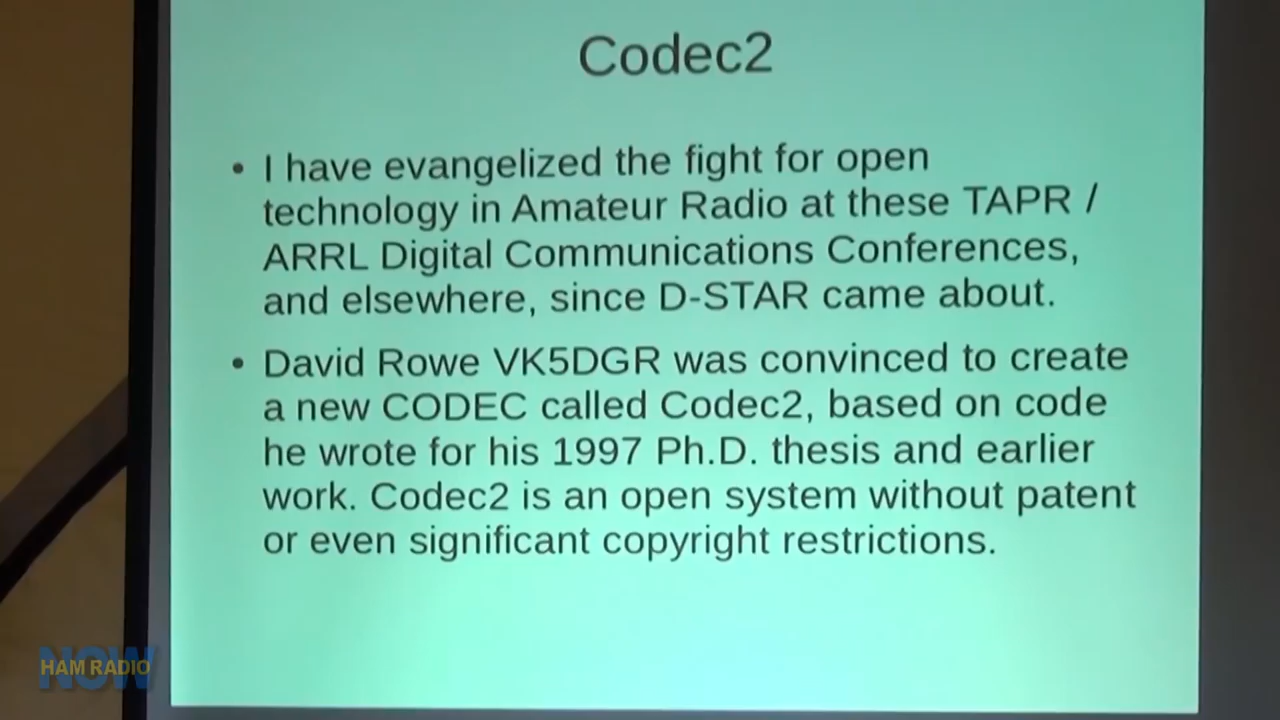 Codec2
• I have evangelized the fight for open
technology in Amateur Radio at these TAPR /
ARRL Digital Communications Conferences,
and elsewhere, since D-STAR came about.
• David Rowe VK5DGR was convinced to create
a new CODEC called Codec2, based on code
he wrote for his 1997 Ph.D. thesis and earlier
work. Codec2 is an open system without patent
or even significant copyright restrictions.
HAM RADIO
NOW